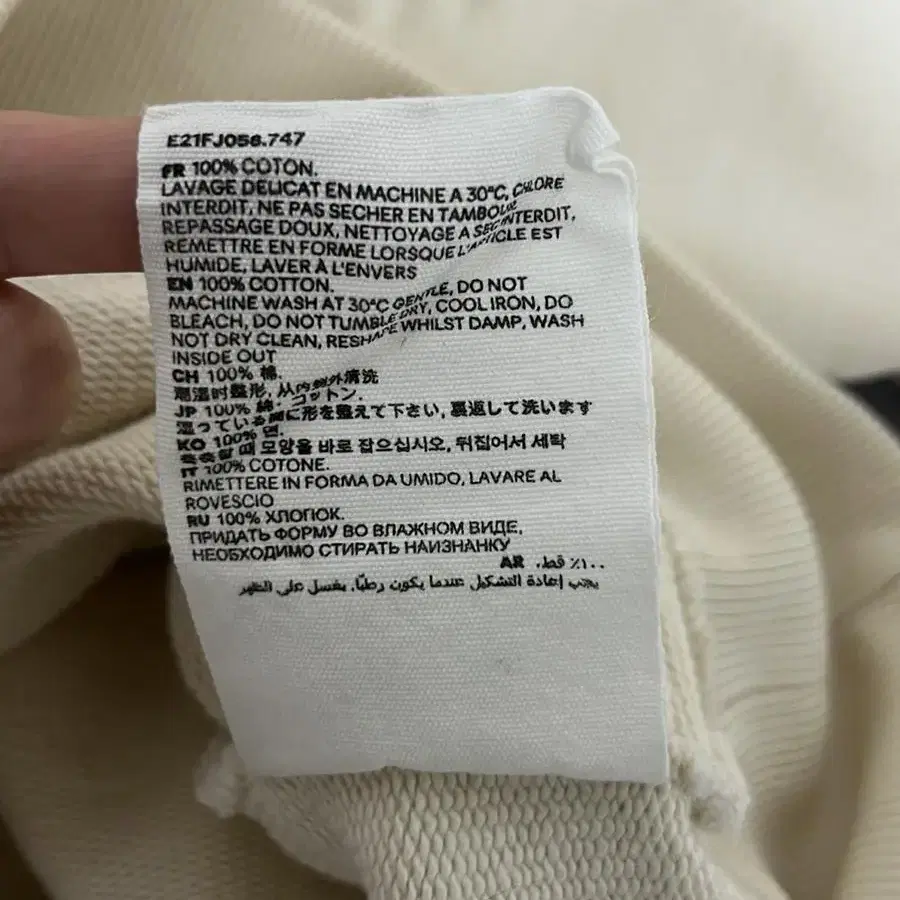 E21FJ056.747
FR 100% COTON.
LAVAGE DELICAT EN MACHINE A 30°C, CHLORE
INTERDIT, NE PAS SECHER EN TAMBOUR
REPASSAGE DOUX, NETTOYAGE A SEC INTERDIT,
REMETTRE EN FORME LORSQUE L'ARTICLE EST
HUMIDE, LAVER À L'ENVERS
EN 100% COTTON.
MACHINE WASH AT 30°C GENTLE, DO NOT
BLEACH, DO NOT TUMBLE DRY, COOL IRON, DO
NOT DRY CLEAN, RESHAPE WHILST DAMP, WASH
INSIDE OUT
CH 100% 棉.
潮湿时整形, 从内侧外清洗
JP 100% 綿. コットン.
湿っている間に形を整えて下さい, 裏返して洗います
KO 100% 면.
축축할 때 모양을 바로 잡으십시오, 뒤집어서 세탁
IT 100% COTONE.
RIMETTERE IN FORMA DA UMIDO, LAVARE AL
ROVESCIO
RU 100% ХЛОПОК.
ПРИДАТЬ ФОРМУ ВО ВЛАЖНОМ ВИДЕ,
НЕОБХОДИМО СТИРАТЬ НАИЗНАНКУ
AR .١٠٠٪ قطن
يجب إعادة التشكيل عندما يكون رطبًا, يغسل على الظهر